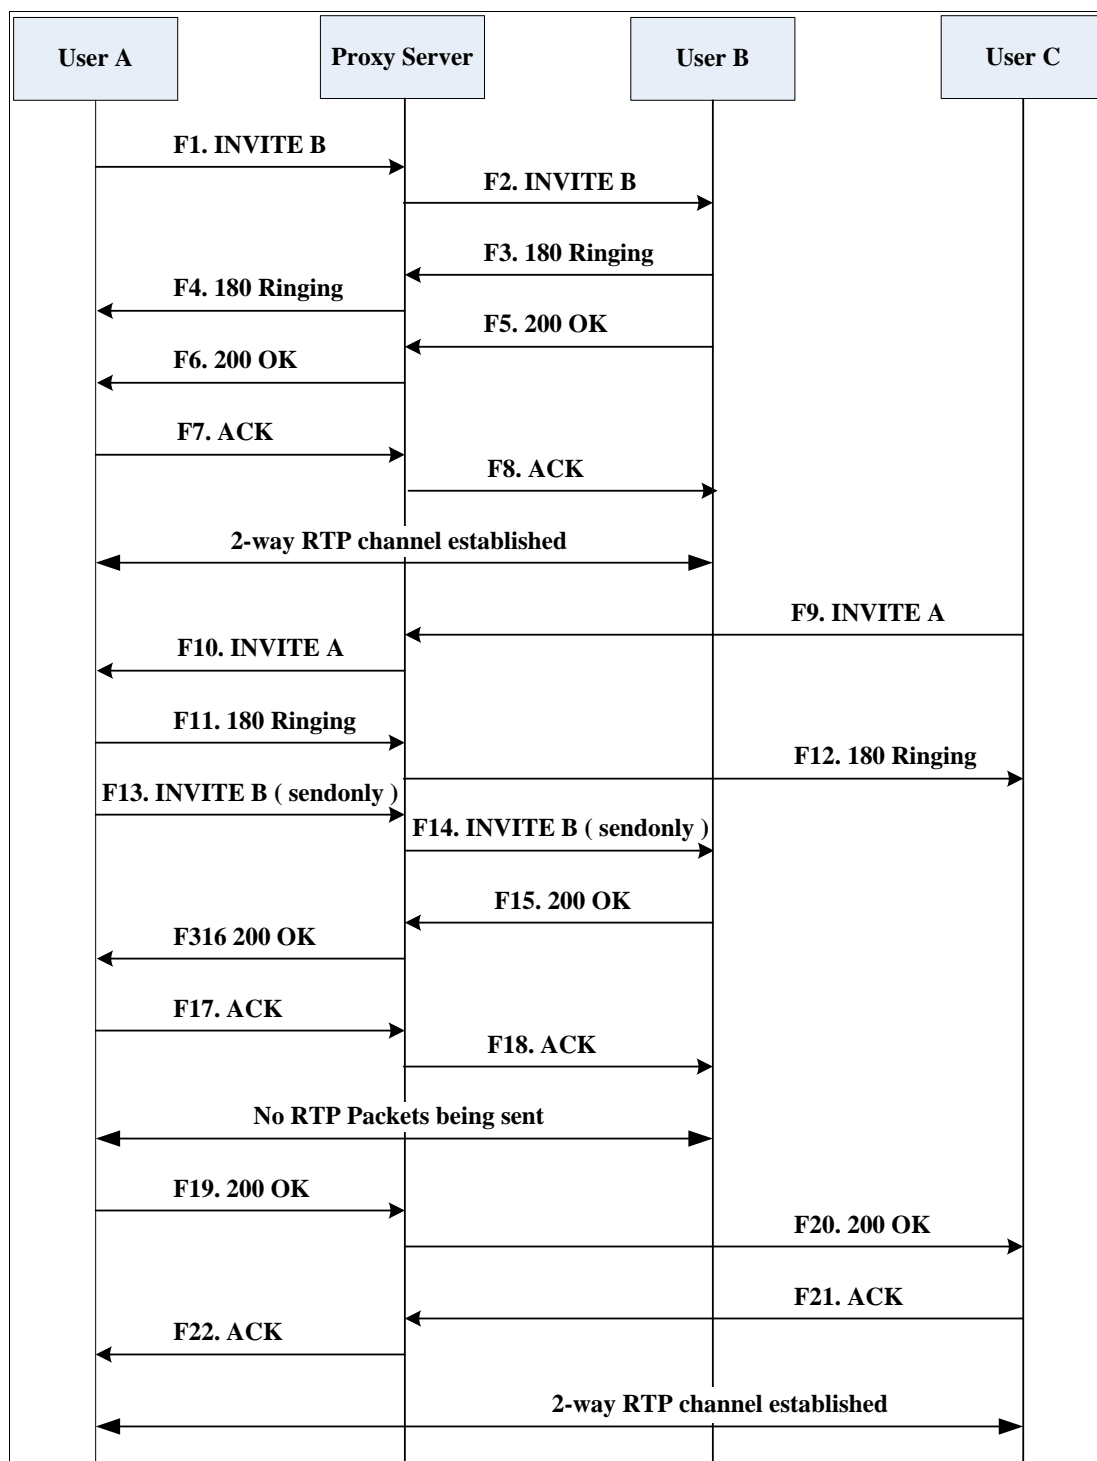 User A
Proxy Server
User B
User C
F1. INVITE B
F2. INVITE B
F3. 180 Ringing
F4. 180 Ringing
F5. 200 OK
F6. 200 OK
F7. ACK
F8. ACK
2-way RTP channel established
F9. INVITE A
F10. INVITE A
F11. 180 Ringing
F12. 180 Ringing
F13. INVITE B ( sendonly )
F14. INVITE B ( sendonly )
F15. 200 OK
F316 200 OK
F17. ACK
F18. ACK
No RTP Packets being sent
F19. 200 OK
F20. 200 OK
F21. ACK
F22. ACK
2-way RTP channel established